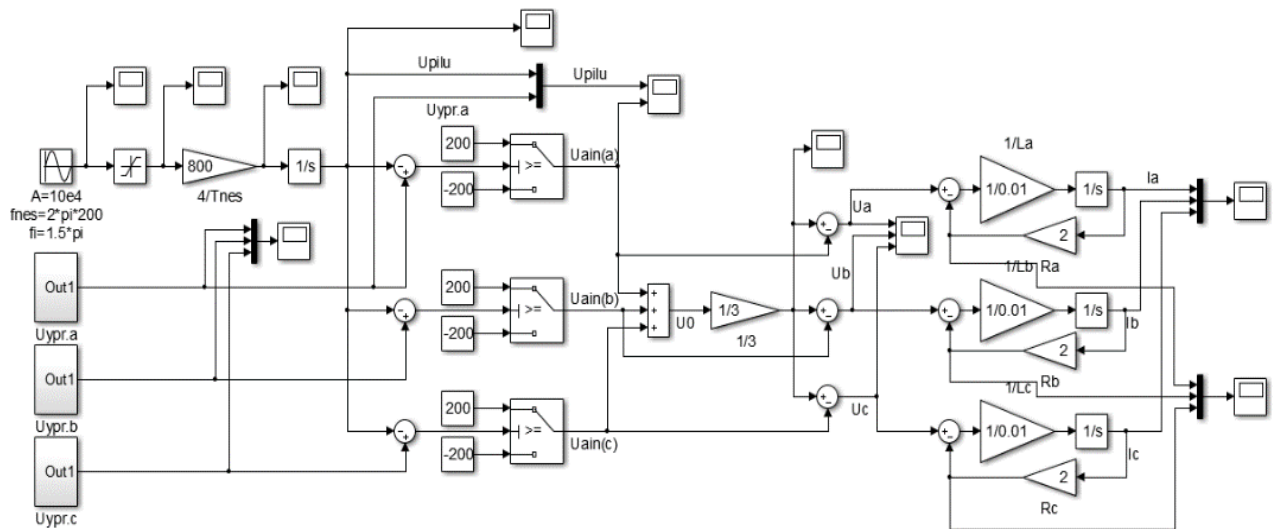 Upilu
Upilu
Uypr.a
200
>=
-200
Uain(a)
1/La
1/0.01
1/s
Ia
2
Ra
A=10e4
fnes=2*pi*200
fi=1.5*pi
800
4/Tnes
1/s
Ua
Ub
Out1
Uypr.a
200
>=
-200
Uain(b)
+
+
+
U0
1/3
1/3
1/Lb
1/0.01
1/s
Ib
2
Rb
Out1
Uypr.b
200
>=
-200
Uain(c)
Uc
1/Lc
1/0.01
1/s
Ic
2
Rc
Out1
Uypr.c